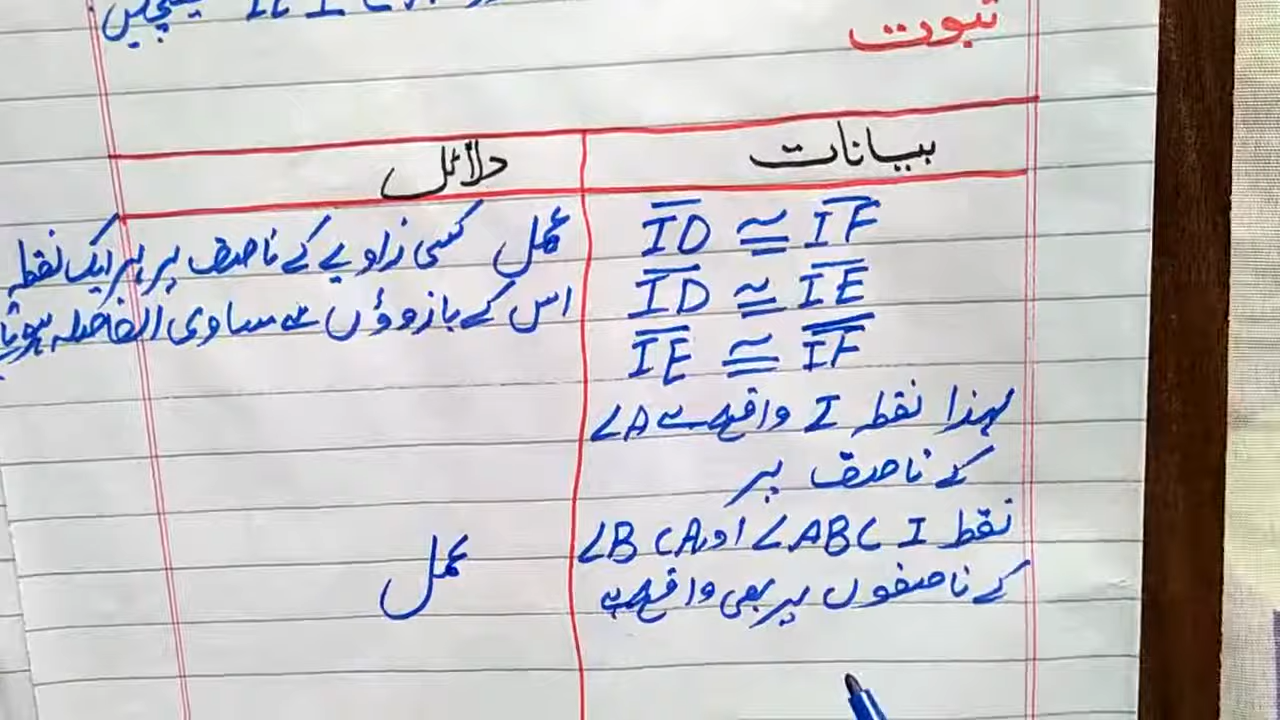 ثبوت
بیانات
دلائل
ID ≅ IF
عمل کسی زاویے کے ناصف پر ہر ایک نقطہ
ID ≅ IE
اس کے بازوؤں سے مساوی الفاصلہ ہوتا
IE ≅ IF
لہذا نقطہ I واقع ہے ∠A
کے ناصف پر
نقطہ I ∠ABC اور ∠BCA
عمل
کے ناصفوں پر بھی واقع ہے